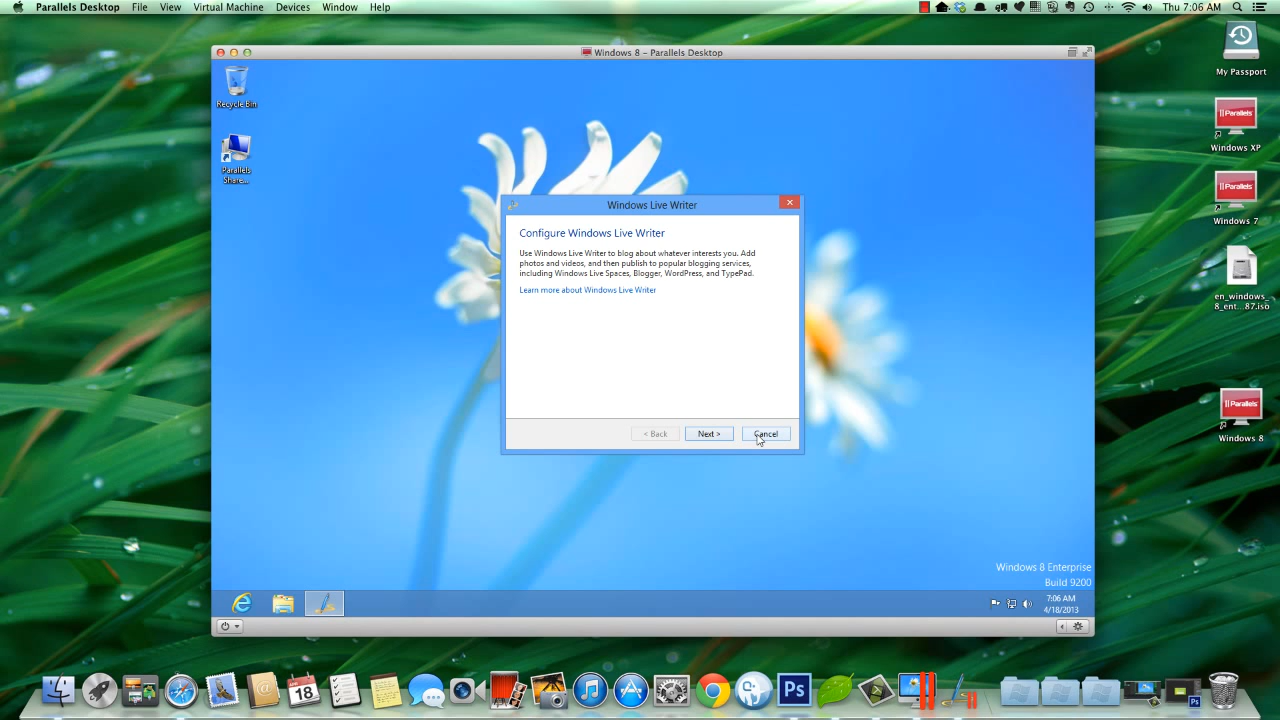 Parallels Desktop File View Virtual Machine Devices Window Help Thu 7:06 AM
Windows 8 - Parallels Desktop
My Passport
Recycle Bin
Parallels
Share...
|| Parallels
Windows XP
|| Parallels
Windows 7
en_windows_
8_ent...87.iso
|| Parallels
Windows 8
Windows Live Writer
Configure Windows Live Writer
Use Windows Live Writer to blog about whatever interests you. Add
photos and videos, and then publish to popular blogging services,
including Windows Live Spaces, Blogger, WordPress, and TypePad.
Learn more about Windows Live Writer
< Back Next > Cancel
Windows 8 Enterprise
Build 9200
7:06 AM
4/18/2013
18
Ps
Ps